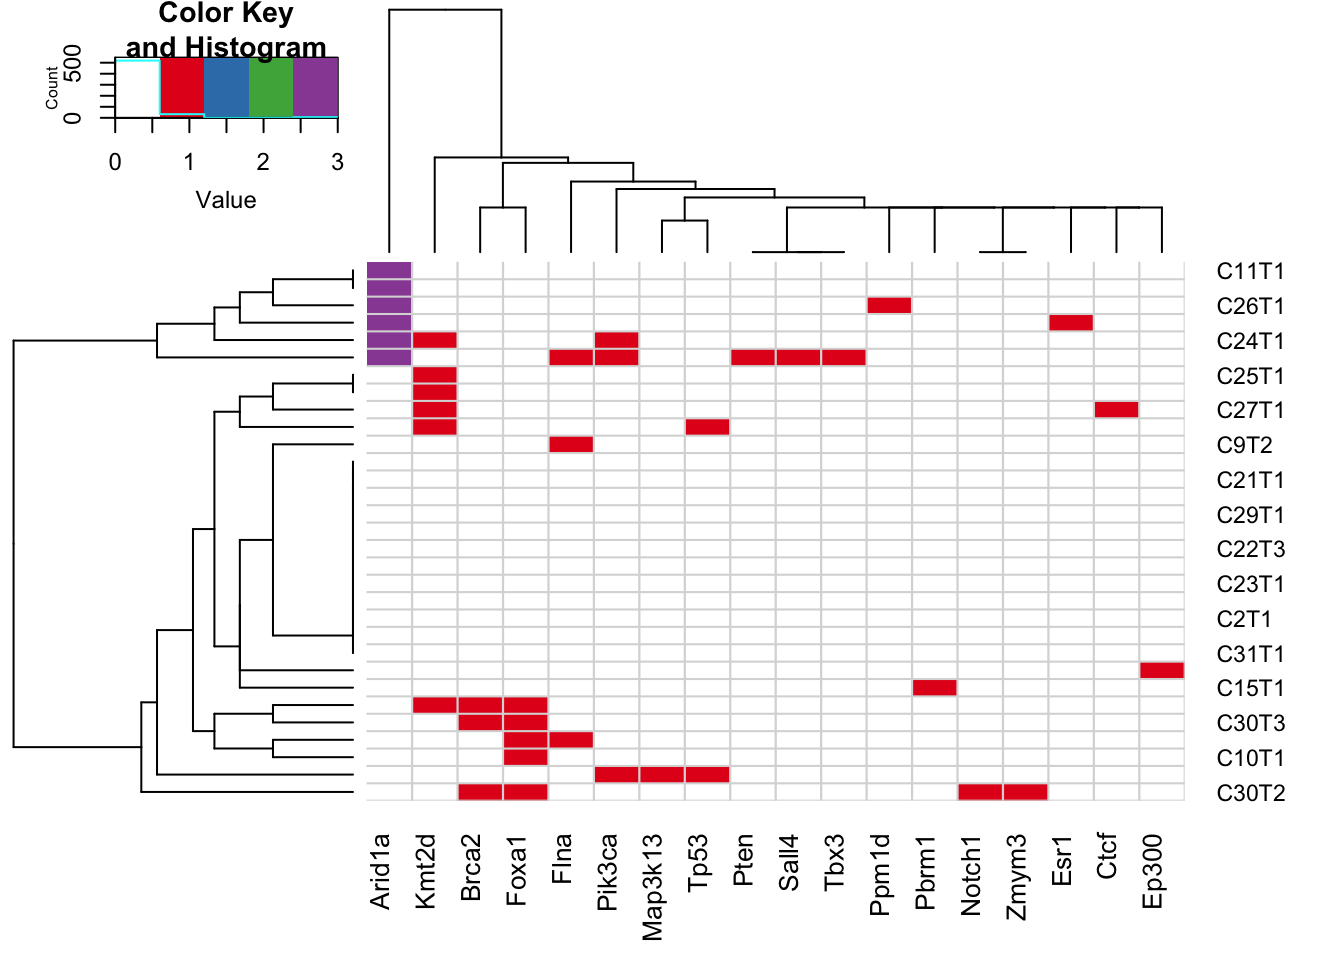 Color Key
and Histogram
Count
0
500
0
1
2
3
Value
C11T1
C26T1
C24T1
C25T1
C27T1
C9T2
C21T1
C29T1
C22T3
C23T1
C2T1
C31T1
C15T1
C30T3
C10T1
C30T2
Arid1a
Kmt2d
Brca2
Foxa1
Flna
Pik3ca
Map3k13
Tp53
Pten
Sall4
Tbx3
Ppm1d
Pbrm1
Notch1
Zmym3
Esr1
Ctcf
Ep300